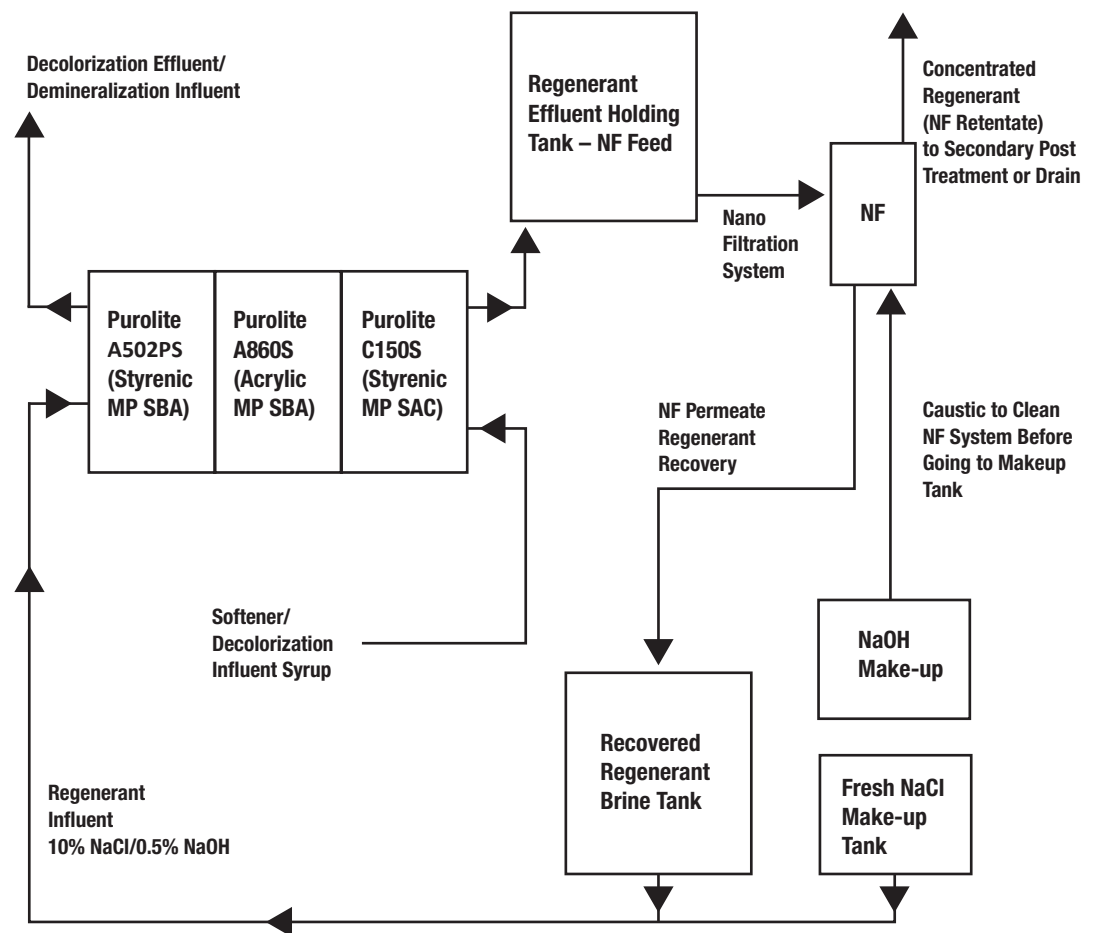 Decolorization Effluent/
Demineralization Influent
Regenerant
Effluent Holding
Tank – NF Feed
Concentrated
Regenerant
(NF Retentate)
to Secondary Post
Treatment or Drain
NF
Nano
Filtration
System
Purolite
A502PS
(Styrenic
MP SBA)
Purolite
A860S
(Acrylic
MP SBA)
Purolite
C150S
(Styrenic
MP SAC)
NF Permeate
Regenerant
Recovery
Caustic to Clean
NF System Before
Going to Makeup
Tank
Softener/
Decolorization
Influent Syrup
NaOH
Make-up
Recovered
Regenerant
Brine Tank
Fresh NaCl
Make-up
Tank
Regenerant
Influent
10% NaCl/0.5% NaOH